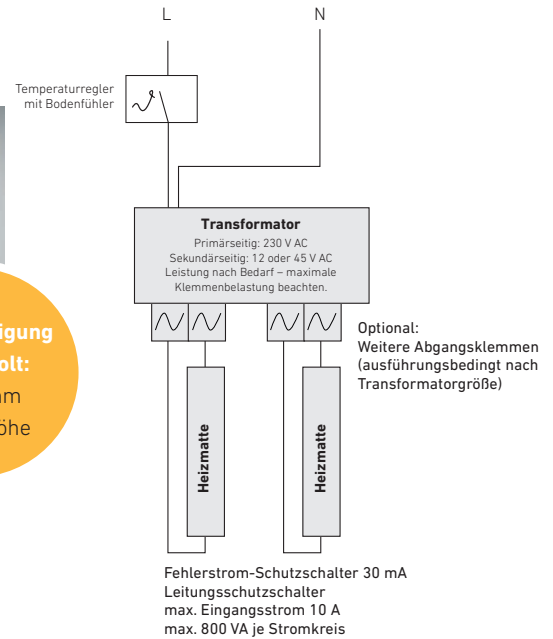 L
N
Temperaturregler
mit Bodenfühler
Transformator
Primärseitig: 230 V AC
Sekundärseitig: 12 oder 45 V AC
Leistung nach Bedarf – maximale
Klemmenbelastung beachten.
Optional:
Weitere Abgangsklemmen
(ausführungsbedingt nach
Transformatorgröße)
Heizmatte
Heizmatte
Fehlerstrom-Schutzschalter 30 mA
Leitungsschutzschalter
max. Eingangsstrom 10 A
max. 800 VA je Stromkreis